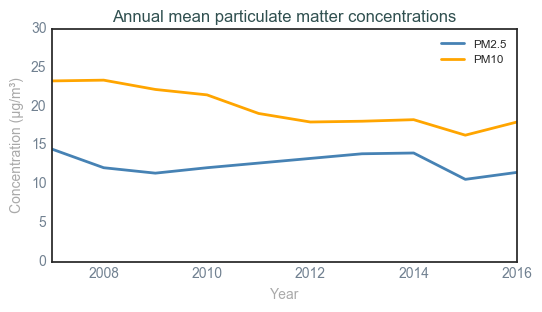 Annual mean particulate matter concentrations
PM2.5
PM10
30
25
20
15
10
5
0
Concentration (µg/m³)
2008
2010
2012
2014
2016
Year